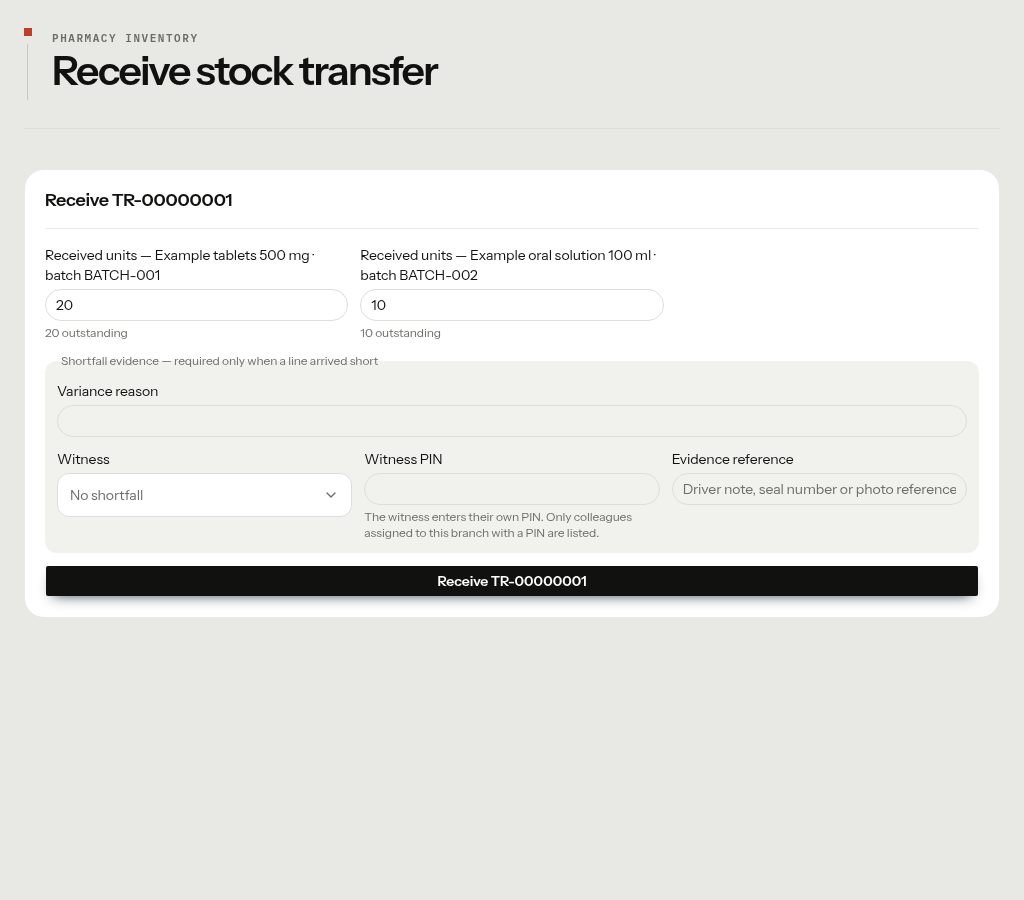 PHARMACY INVENTORY
Receive stock transfer
Receive TR-00000001
Received units — Example tablets 500 mg ·
batch BATCH-001
20
20 outstanding
Received units — Example oral solution 100 ml ·
batch BATCH-002
10
10 outstanding
Shortfall evidence — required only when a line arrived short
Variance reason
Witness
No shortfall
Witness PIN
The witness enters their own PIN. Only colleagues
assigned to this branch with a PIN are listed.
Evidence reference
Driver note, seal number or photo reference
Receive TR-00000001